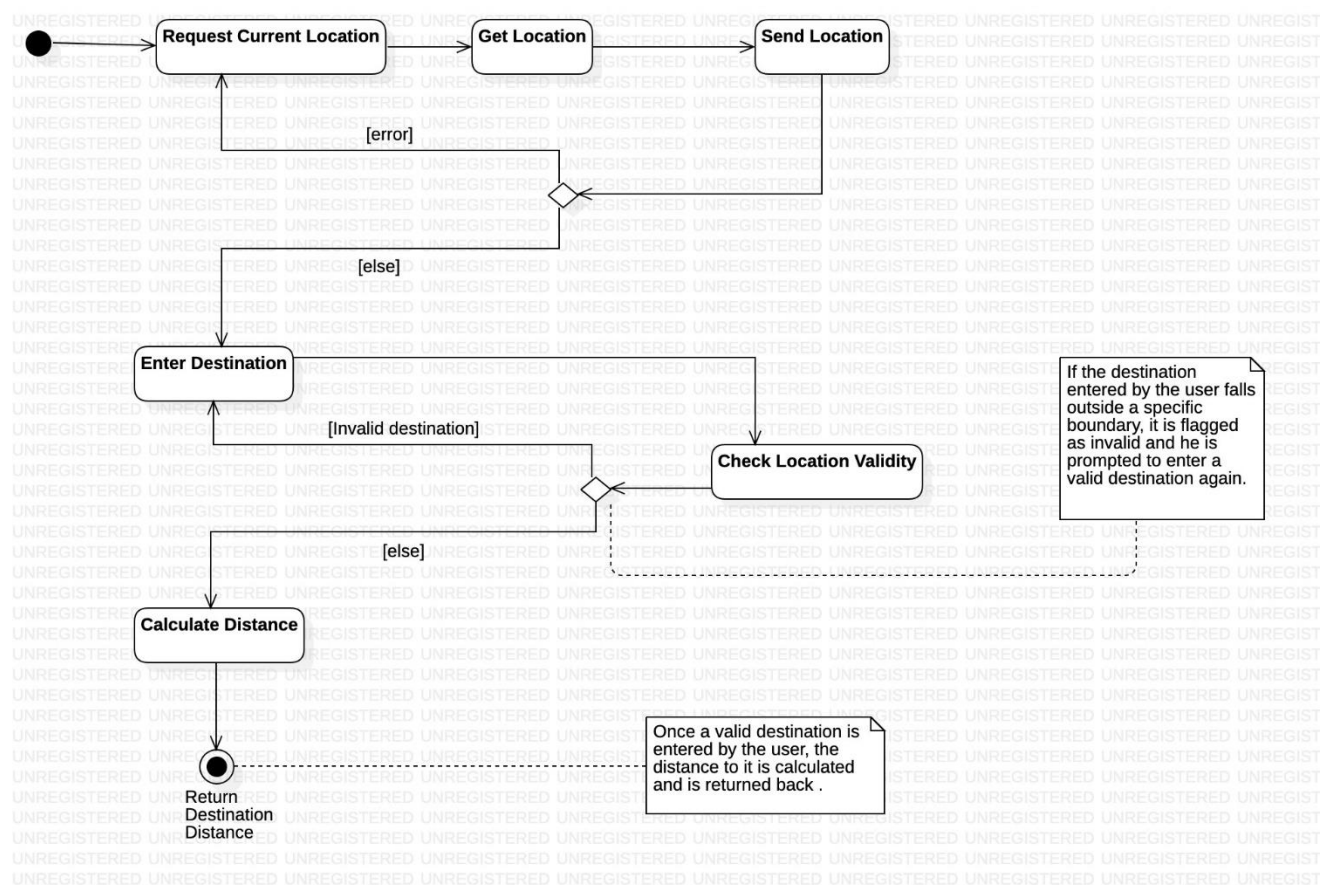 Request Current Location
Get Location
Send Location
[error]
[else]
Enter Destination
If the destination
entered by the user falls
outside a specific
boundary, it is flagged
as invalid and he is
prompted to enter a
valid destination again.
[Invalid destination]
Check Location Validity
[else]
Calculate Distance
Once a valid destination is
entered by the user, the
distance to it is calculated
and is returned back .
Return
Destination
Distance